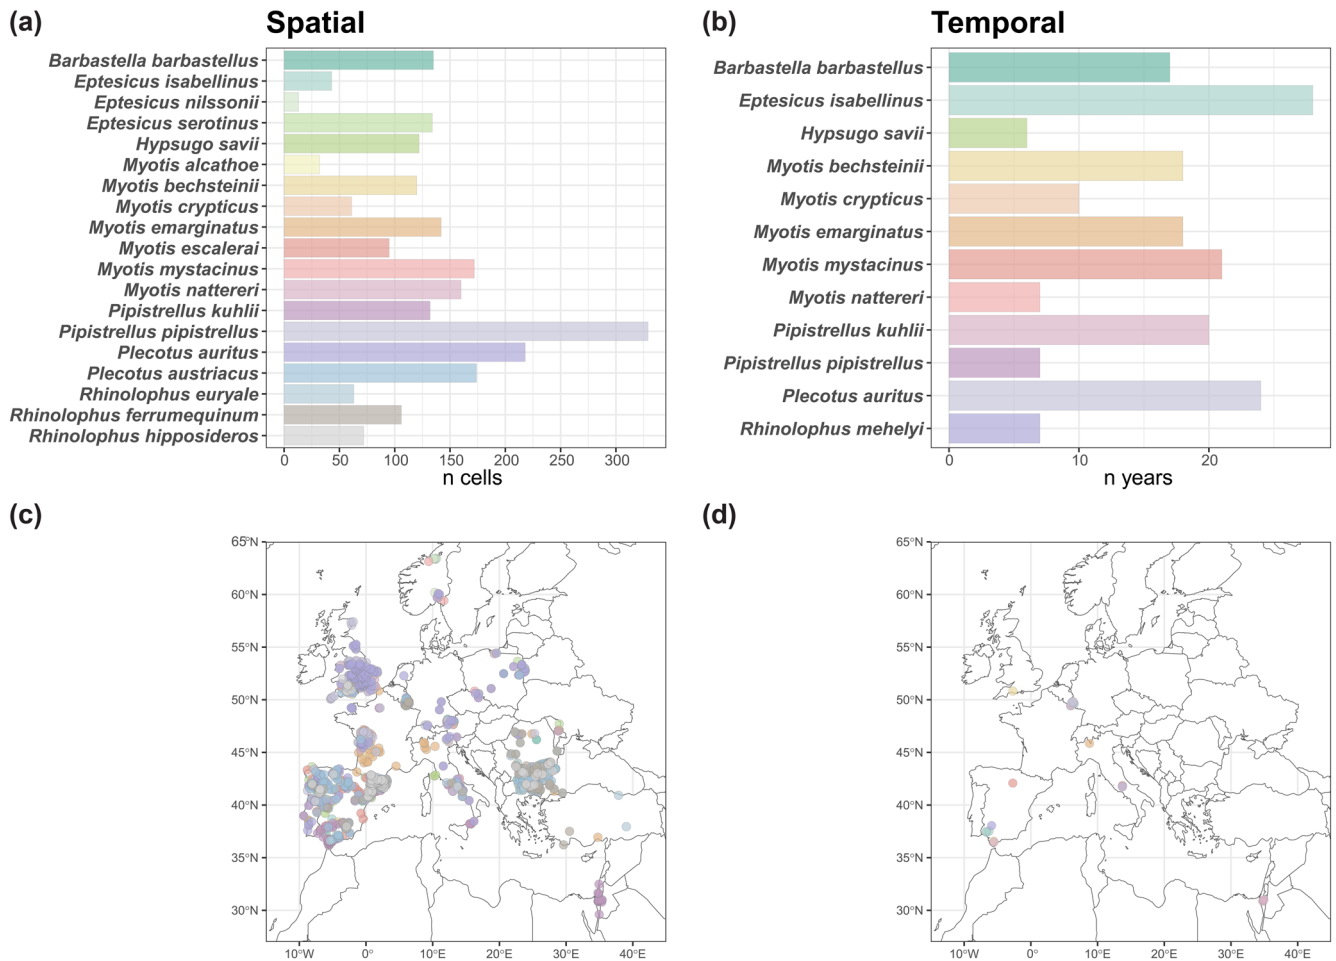 (a) Spatial
Barbastella barbastellus
Eptesicus isabellinus
Eptesicus nilssonii
Eptesicus serotinus
Hypsugo savii
Myotis alcathoe
Myotis bechsteinii
Myotis crypticus
Myotis emarginatus
Myotis escalerai
Myotis mystacinus
Myotis nattereri
Pipistrellus kuhlii
Pipistrellus pipistrellus
Plecotus auritus
Plecotus austriacus
Rhinolophus euryale
Rhinolophus ferrumequinum
Rhinolophus hipposideros
0 50 100 150 200 250 300
n cells
(b) Temporal
Barbastella barbastellus
Eptesicus isabellinus
Hypsugo savii
Myotis bechsteinii
Myotis crypticus
Myotis emarginatus
Myotis mystacinus
Myotis nattereri
Pipistrellus kuhlii
Pipistrellus pipistrellus
Plecotus auritus
Rhinolophus mehelyi
0 10 20
n years
(c)
65°N
60°N
55°N
50°N
45°N
40°N
35°N
30°N
10°W 0° 10°E 20°E 30°E 40°E
(d)
65°N
60°N
55°N
50°N
45°N
40°N
35°N
30°N
10°W 0° 10°E 20°E 30°E 40°E